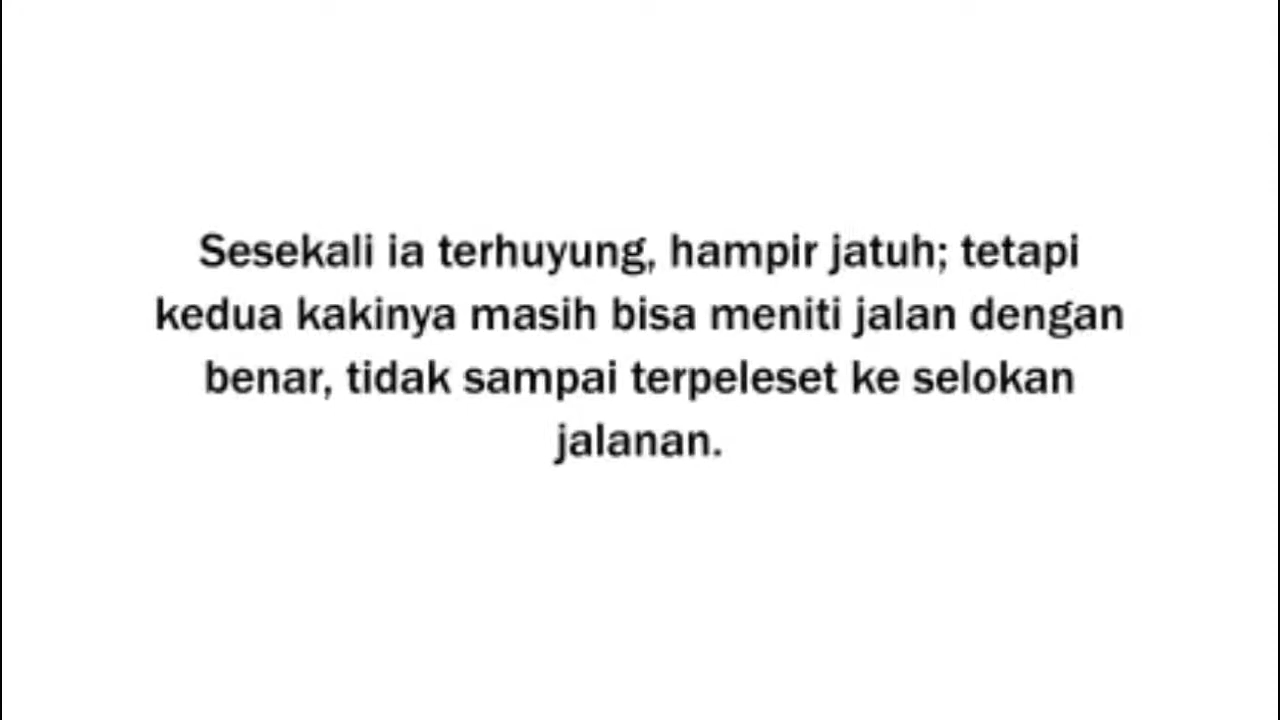 Sesekali ia terhuyung, hampir jatuh; tetapi
kedua kakinya masih bisa meniti jalan dengan
benar, tidak sampai terpeleset ke selokan
jalanan.